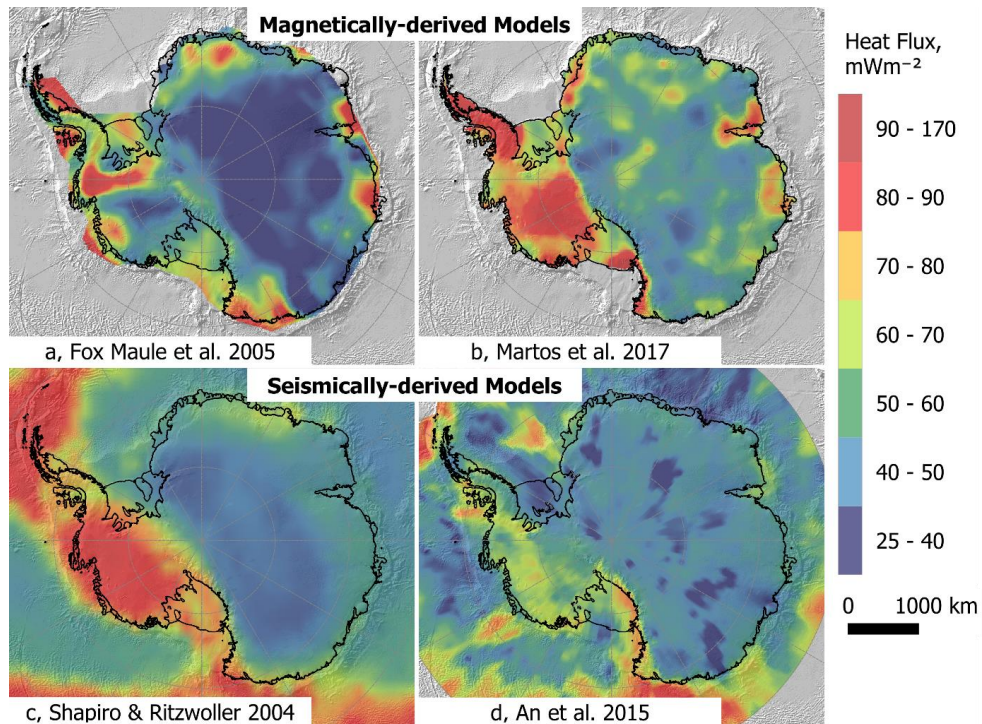 Magnetically-derived Models
a, Fox Maule et al. 2005
b, Martos et al. 2017
Seismically-derived Models
c, Shapiro & Ritzwoller 2004
d, An et al. 2015
Heat Flux,
mWm⁻²
90 - 170
80 - 90
70 - 80
60 - 70
50 - 60
40 - 50
25 - 40
0 1000 km